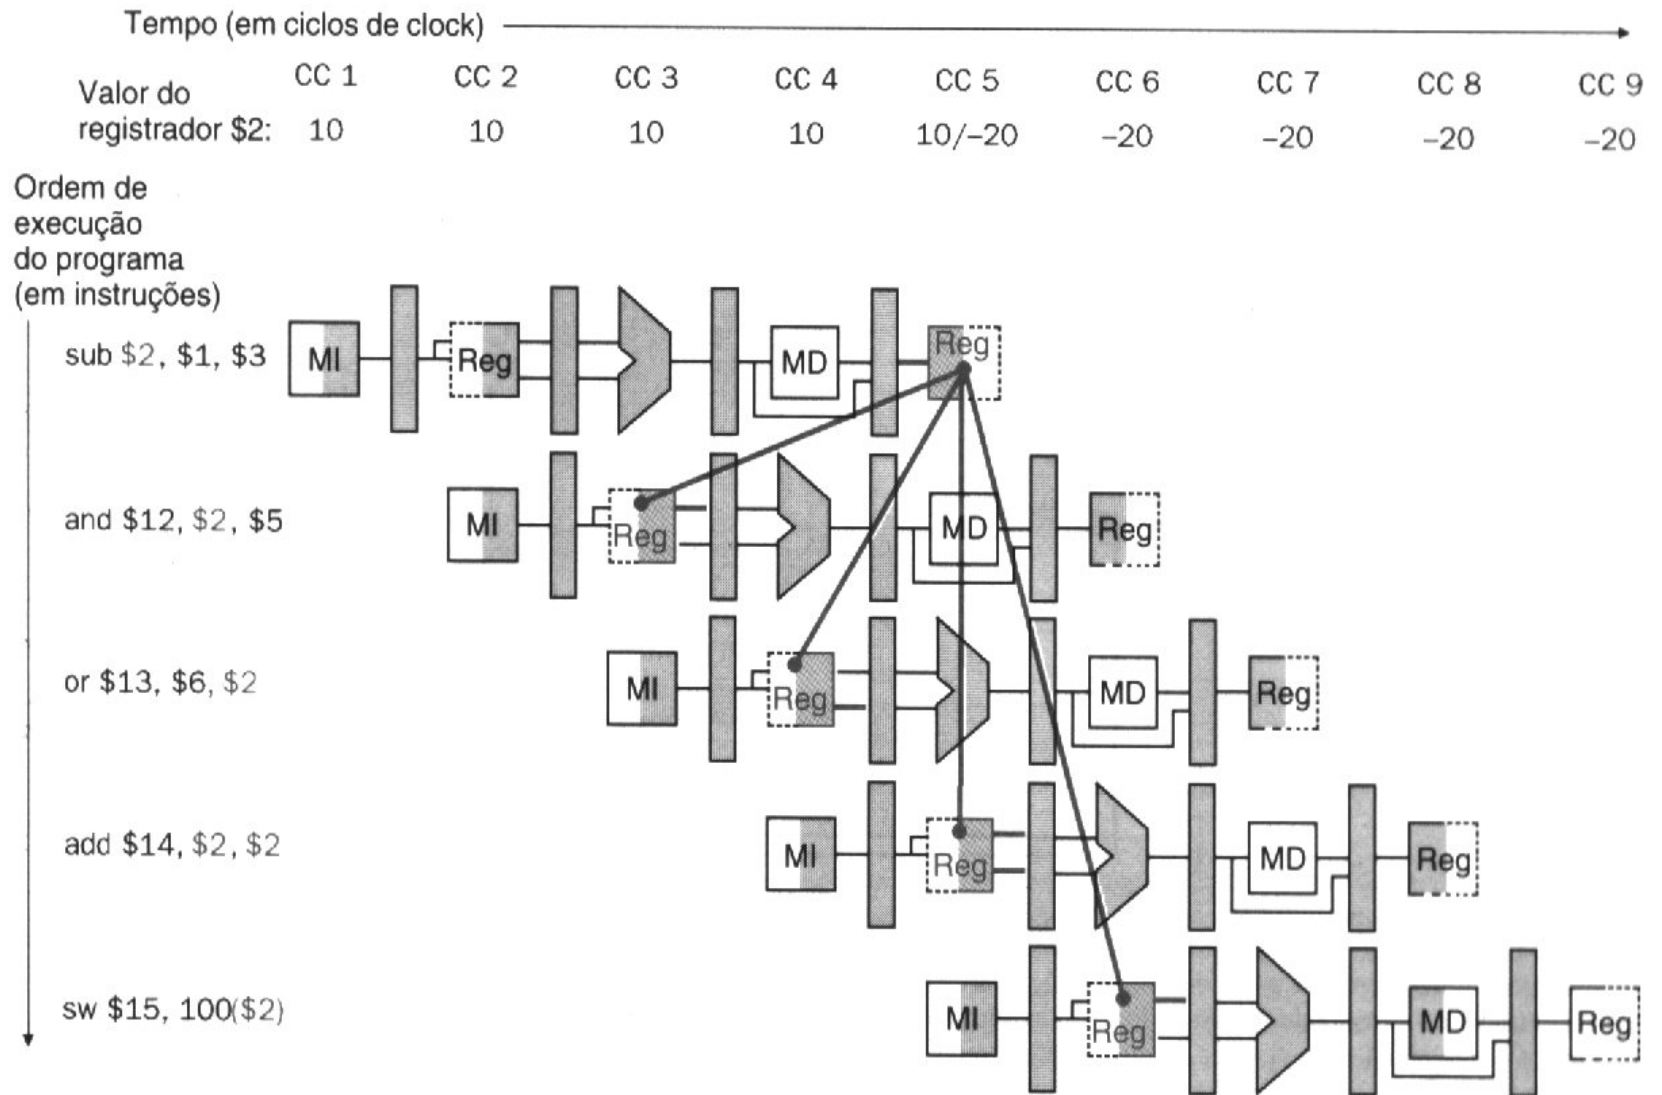 Tempo (em ciclos de clock)
CC 1 CC 2 CC 3 CC 4 CC 5 CC 6 CC 7 CC 8 CC 9
Valor do
registrador $2: 10 10 10 10 10/–20 –20 –20 –20 –20
Ordem de
execução
do programa
(em instruções)
sub $2, $1, $3 MI Reg MD Reg
and $12, $2, $5 MI Reg MD Reg
or $13, $6, $2 MI Reg MD Reg
add $14, $2, $2 MI Reg MD Reg
sw $15, 100($2) MI Reg MD Reg